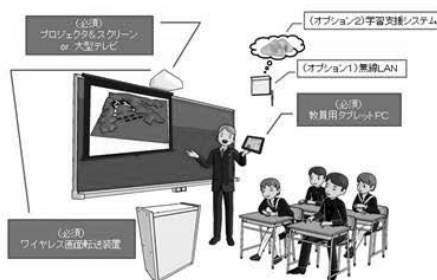 (必須)
プロジェクタ&スクリーン
or 大型テレビ
(オプション2)学習支援システム
(オプション1)無線LAN
(必須)
教員用タブレットPC
(必須)
ワイヤレス画面転送装置